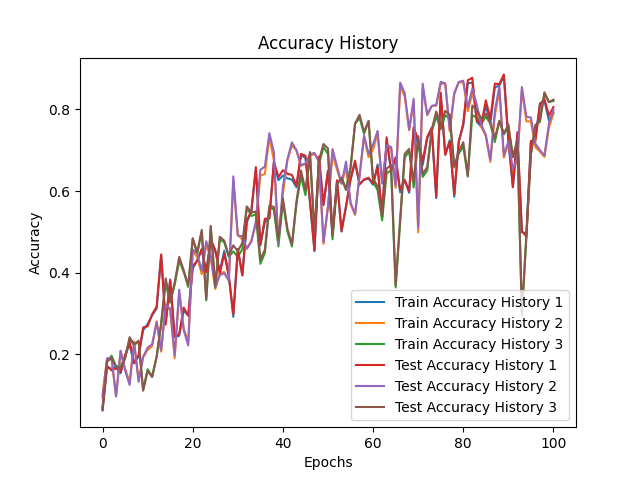 Accuracy History
0.8
0.6
0.4
0.2
Accuracy
0
20
40
60
80
100
Epochs
Train Accuracy History 1
Train Accuracy History 2
Train Accuracy History 3
Test Accuracy History 1
Test Accuracy History 2
Test Accuracy History 3